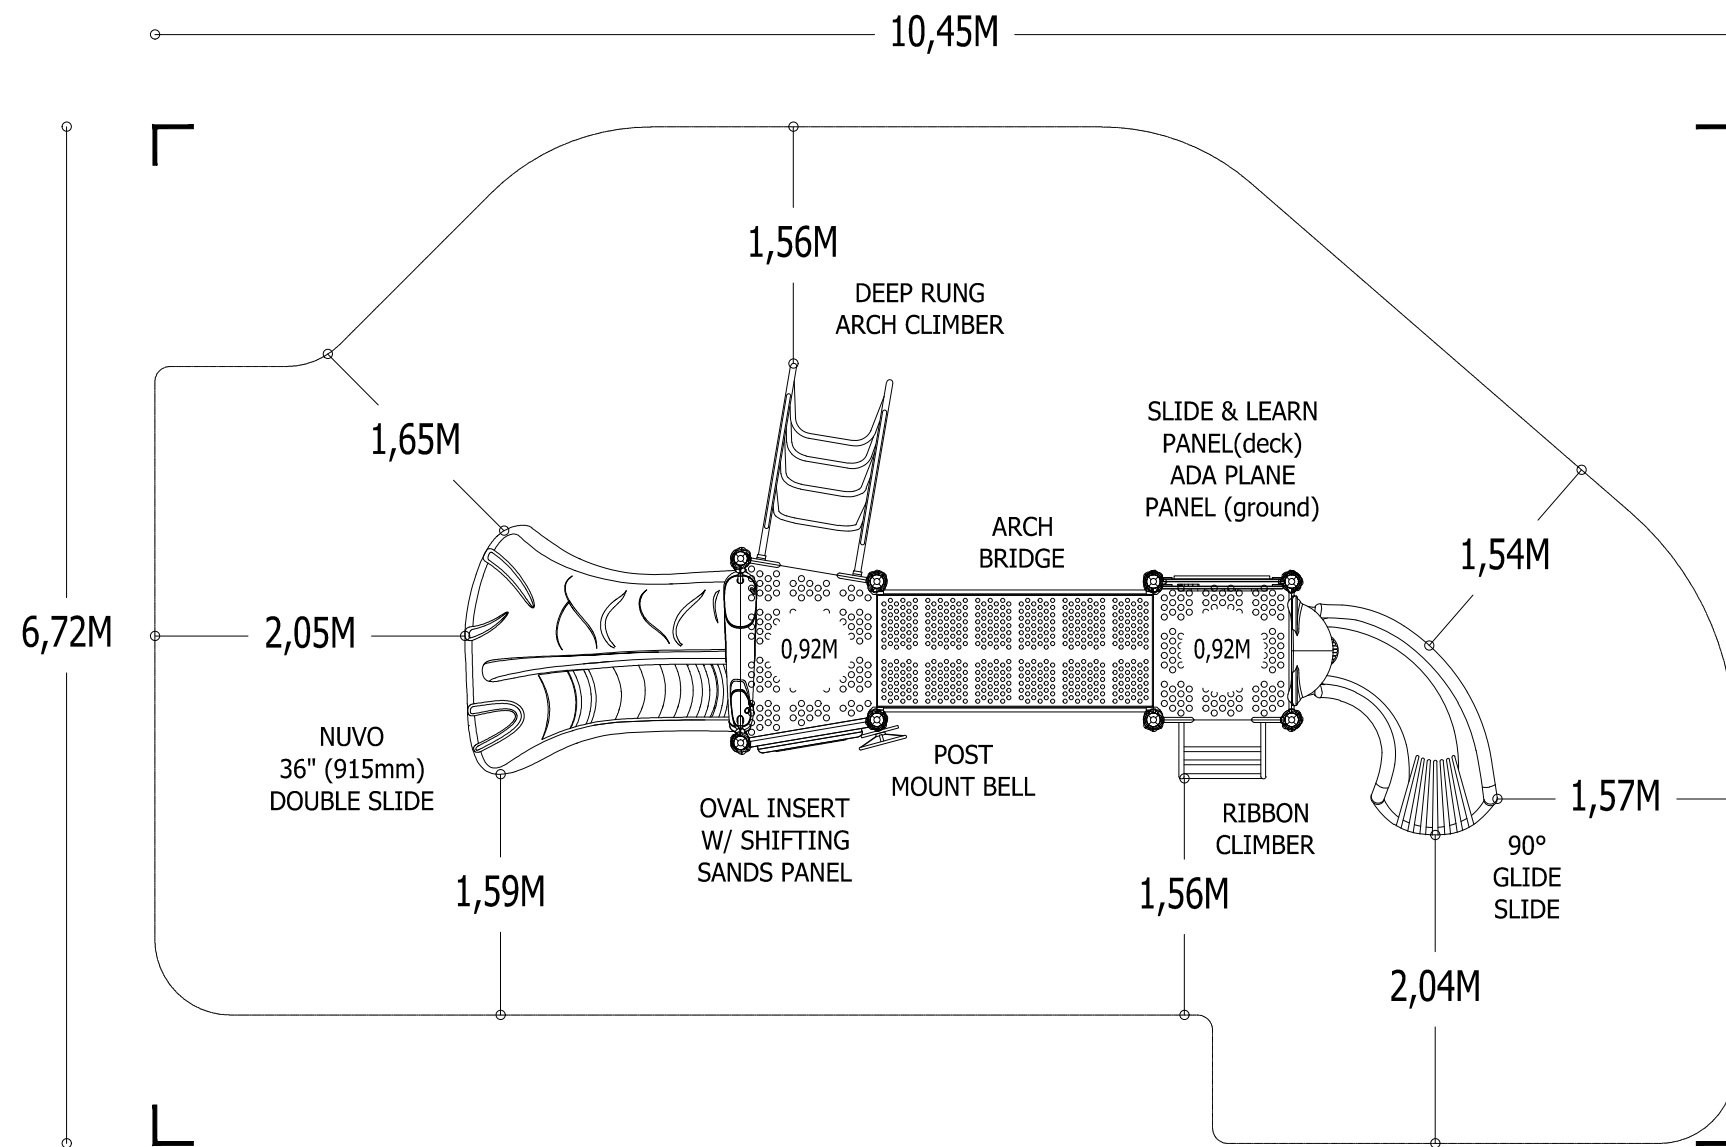 10,45M
1,56M
DEEP RUNG
ARCH CLIMBER
1,65M
SLIDE & LEARN
PANEL(deck)
ADA PLANE
PANEL (ground)
ARCH
BRIDGE
1,54M
6,72M
2,05M
0,92M
0,92M
NUVO
36" (915mm)
DOUBLE SLIDE
POST
MOUNT BELL
OVAL INSERT
W/ SHIFTING
SANDS PANEL
RIBBON
CLIMBER
1,57M
90°
GLIDE
SLIDE
1,59M
1,56M
2,04M